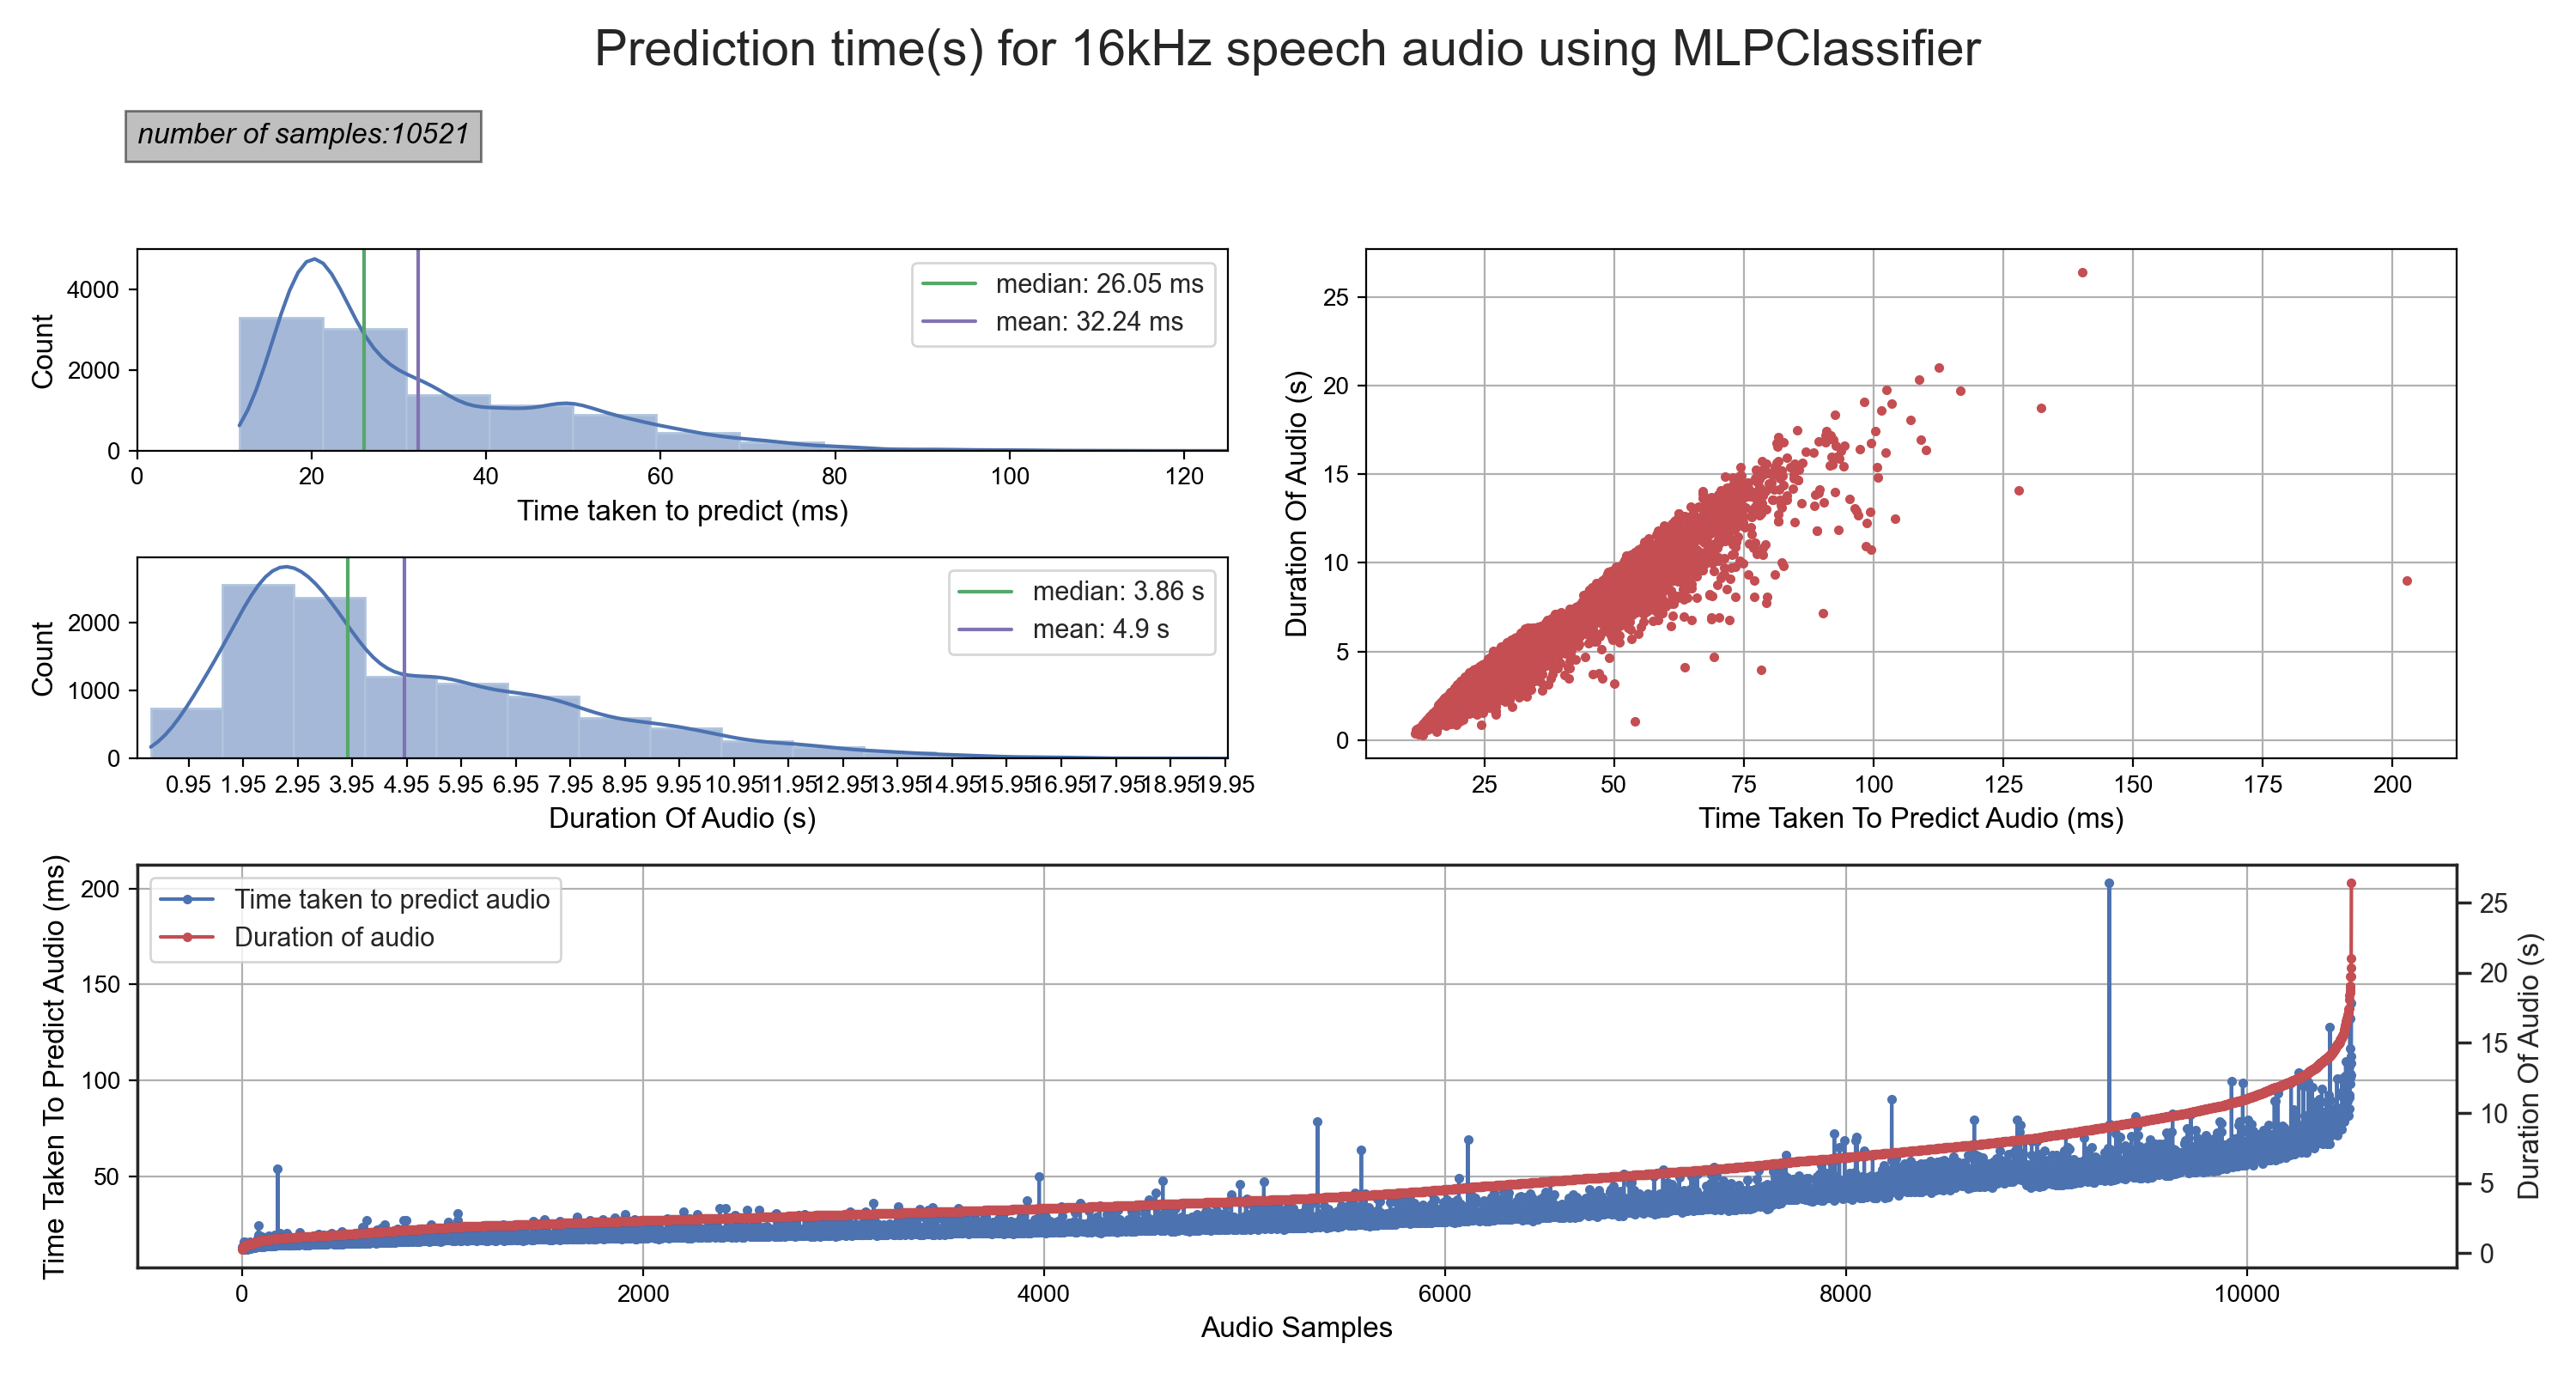 Prediction time(s) for 16kHz speech audio using MLPClassifier
number of samples:10521
Count
4000
2000
0
median: 26.05 ms
mean: 32.24 ms
0 20 40 60 80 100 120
Time taken to predict (ms)
Count
2000
1000
0
median: 3.86 s
mean: 4.9 s
0.95 1.95 2.95 3.95 4.95 5.95 6.95 7.95 8.95 9.95 10.95 11.95 12.95 13.95 14.95 15.95 16.95 17.95 18.95 19.95
Duration Of Audio (s)
Duration Of Audio (s)
25
20
15
10
5
0
25 50 75 100 125 150 175 200
Time Taken To Predict Audio (ms)
Time Taken To Predict Audio (ms)
200
150
100
50
Time taken to predict audio
Duration of audio
25
20
15
10
5
0
Duration Of Audio (s)
0 2000 4000 6000 8000 10000
Audio Samples